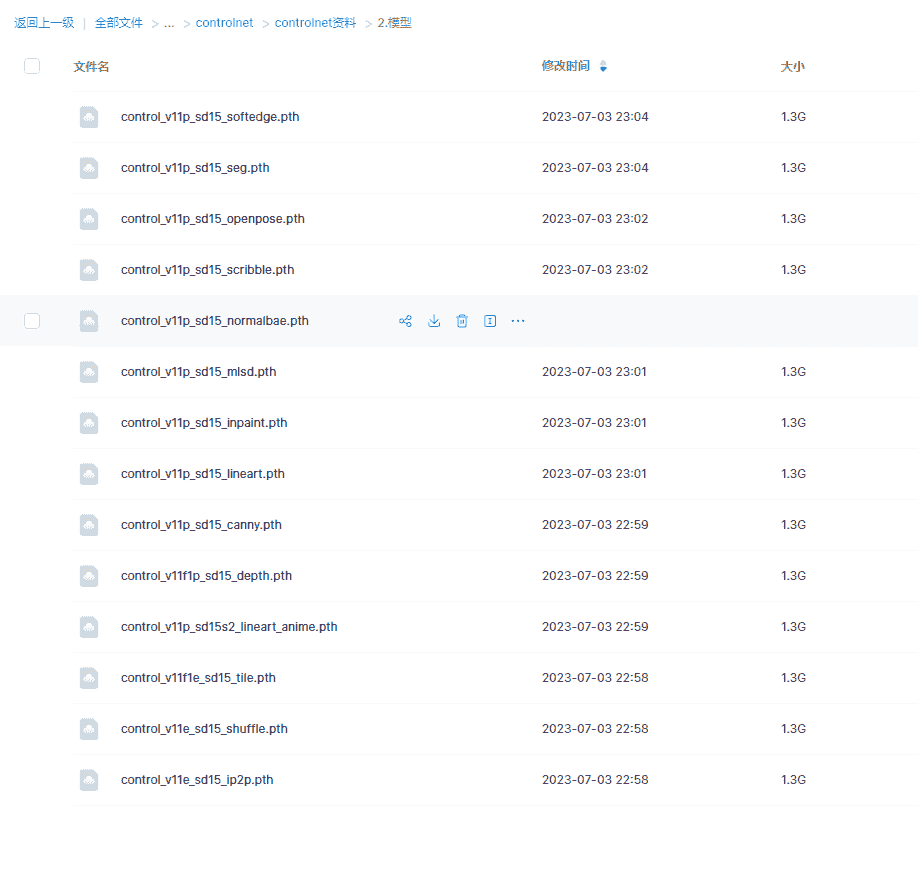 返回上一级 | 全部文件 > ... > controlnet > controlnet资料 > 2.模型
文件名 修改时间 大小
control_v11p_sd15_softedge.pth 2023-07-03 23:04 1.3G
control_v11p_sd15_seg.pth 2023-07-03 23:04 1.3G
control_v11p_sd15_openpose.pth 2023-07-03 23:02 1.3G
control_v11p_sd15_scribble.pth 2023-07-03 23:02 1.3G
control_v11p_sd15_normalbae.pth
control_v11p_sd15_mlsd.pth 2023-07-03 23:01 1.3G
control_v11p_sd15_inpaint.pth 2023-07-03 23:01 1.3G
control_v11p_sd15_lineart.pth 2023-07-03 23:01 1.3G
control_v11p_sd15_canny.pth 2023-07-03 22:59 1.3G
control_v11f1p_sd15_depth.pth 2023-07-03 22:59 1.3G
control_v11p_sd15s2_lineart_anime.pth 2023-07-03 22:59 1.3G
control_v11f1e_sd15_tile.pth 2023-07-03 22:58 1.3G
control_v11e_sd15_shuffle.pth 2023-07-03 22:58 1.3G
control_v11e_sd15_ip2p.pth 2023-07-03 22:58 1.3G